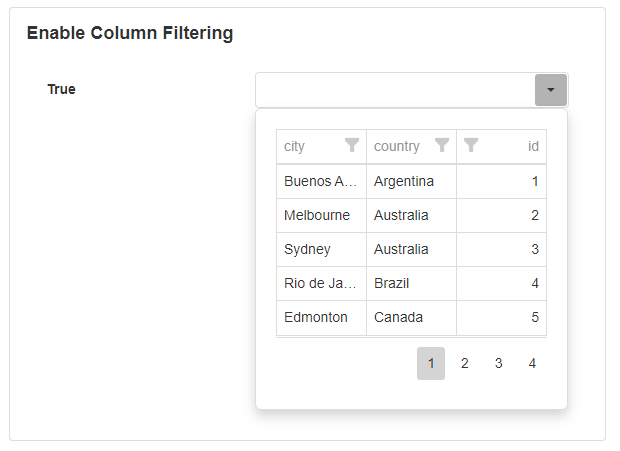 Enable Column Filtering
True
city country id
Buenos A... Argentina 1
Melbourne Australia 2
Sydney Australia 3
Rio de Ja... Brazil 4
Edmonton Canada 5
1 2 3 4